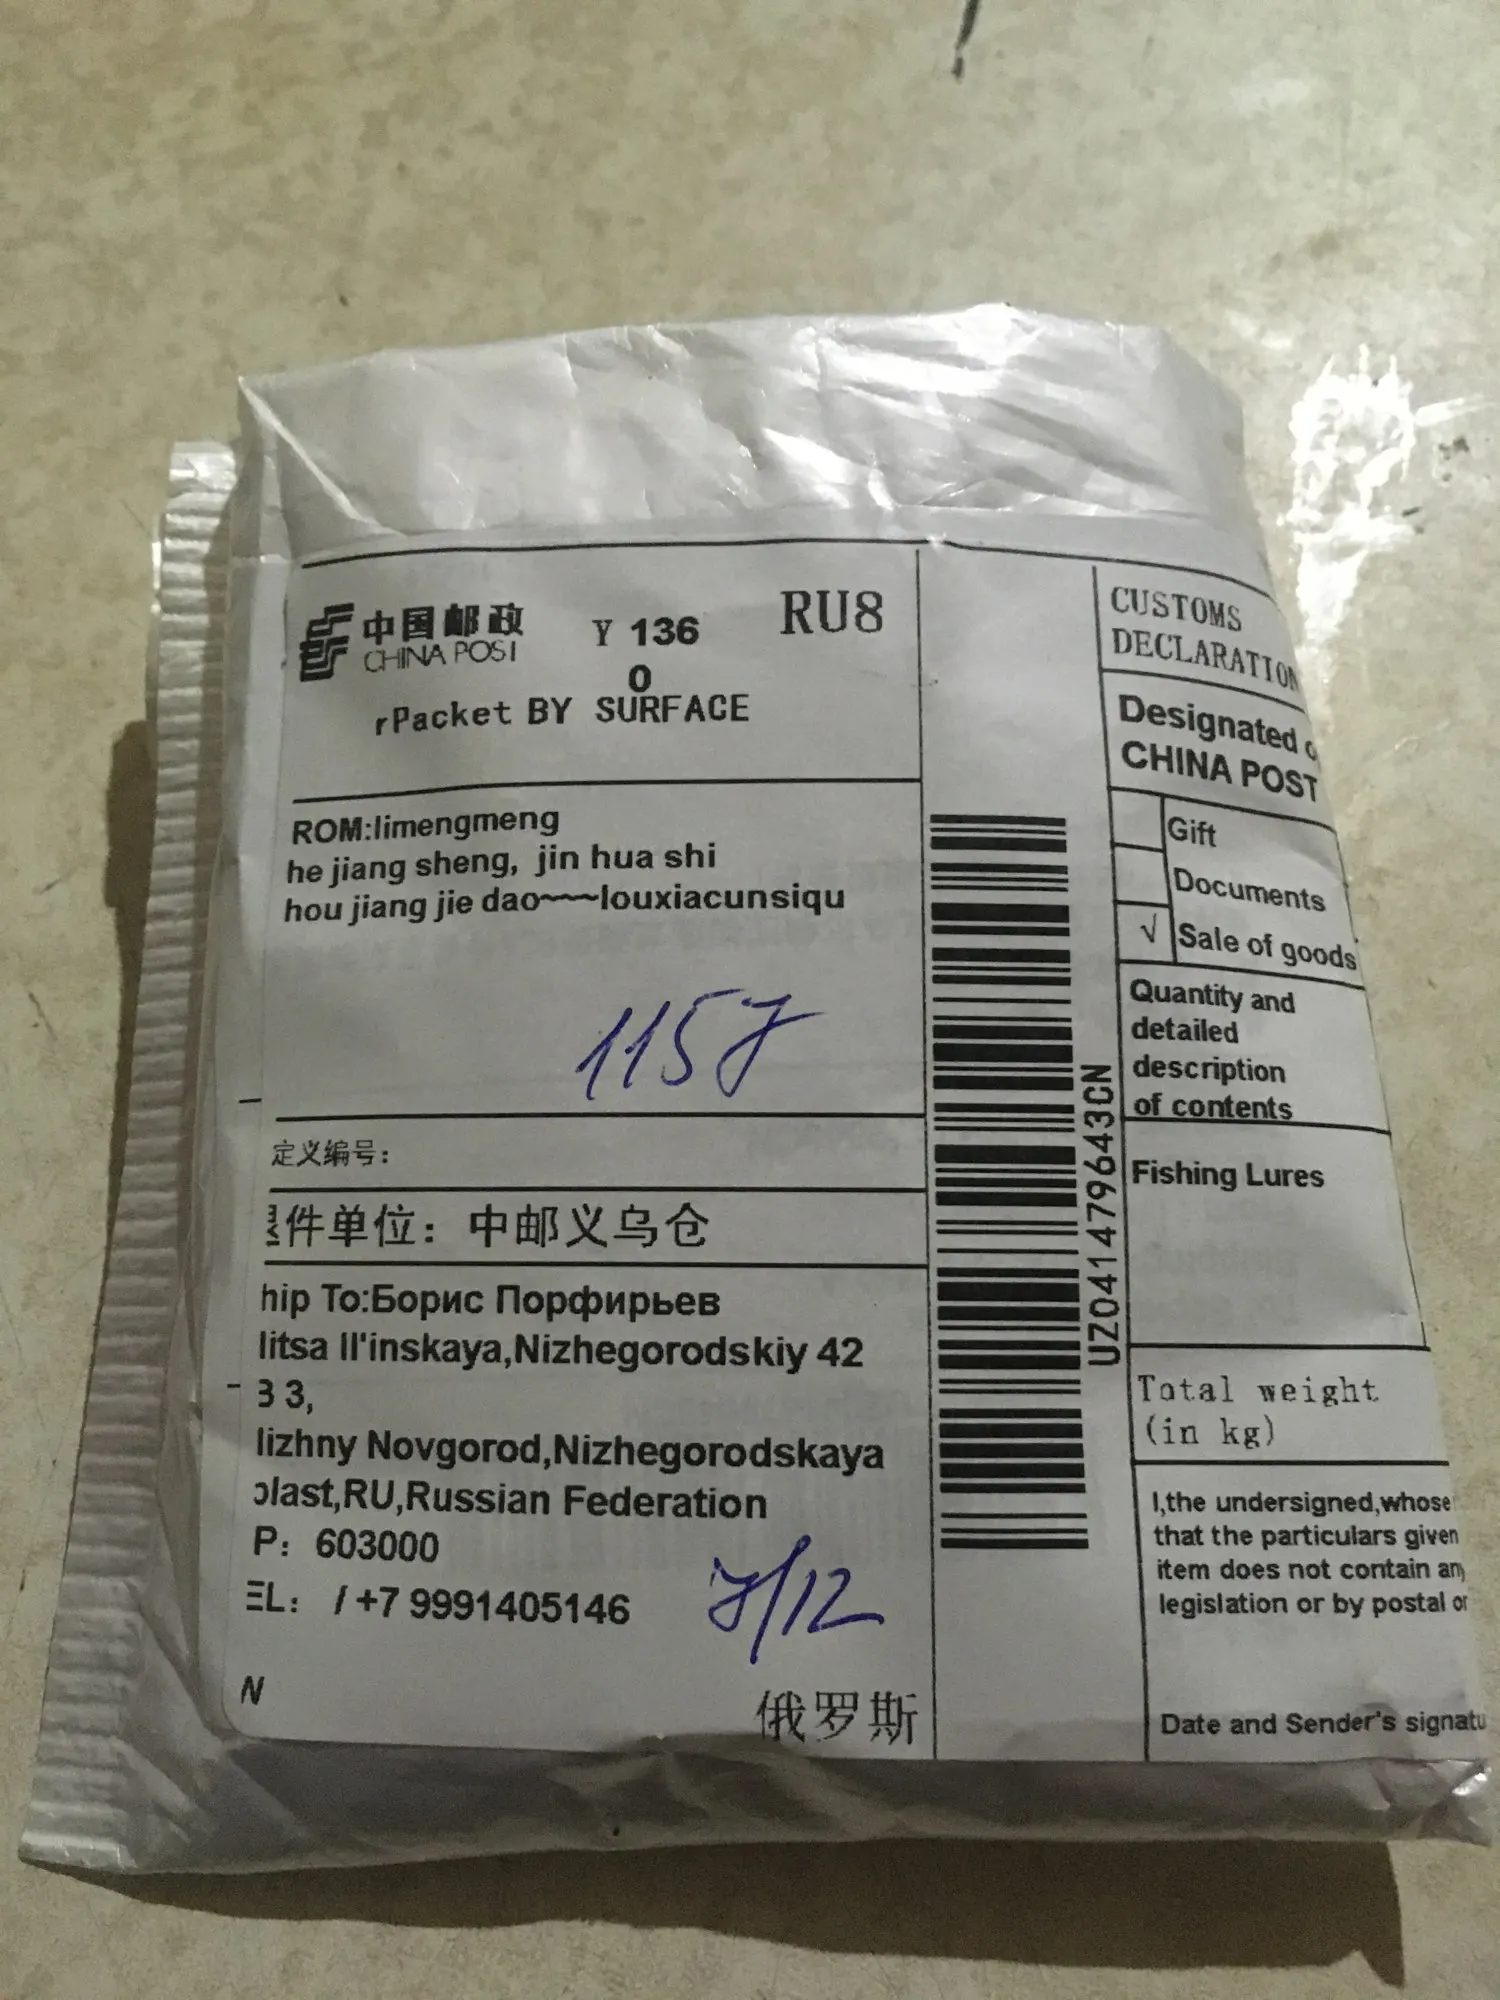 中国邮政
CHINA POST
Y 136
0
RU8
rPacket BY SURFACE
ROM:limengmeng
he jiang sheng, jin hua shi
hou jiang jie dao~~~louxiacunsiqu
115
定义编号:
件单位: 中邮义乌仓
hip To:Борис Порфирьев
litsa Il'inskaya,Nizhegorodskiy 42
3 3,
lizhny Novgorod,Nizhegorodskaya
blast,RU,Russian Federation
P: 603000
EL: / +7 9991405146
7/12
N
俄罗斯
UZ041479643CN
CUSTOMS
DECLARATION
Designated
CHINA POST
Gift
Documents
√ Sale of goods
Quantity and
detailed
description
of contents
Fishing Lures
Total weight
(in kg)
I,the undersigned,whose
that the particulars given
item does not contain any
legislation or by postal or
Date and Sender's signatu